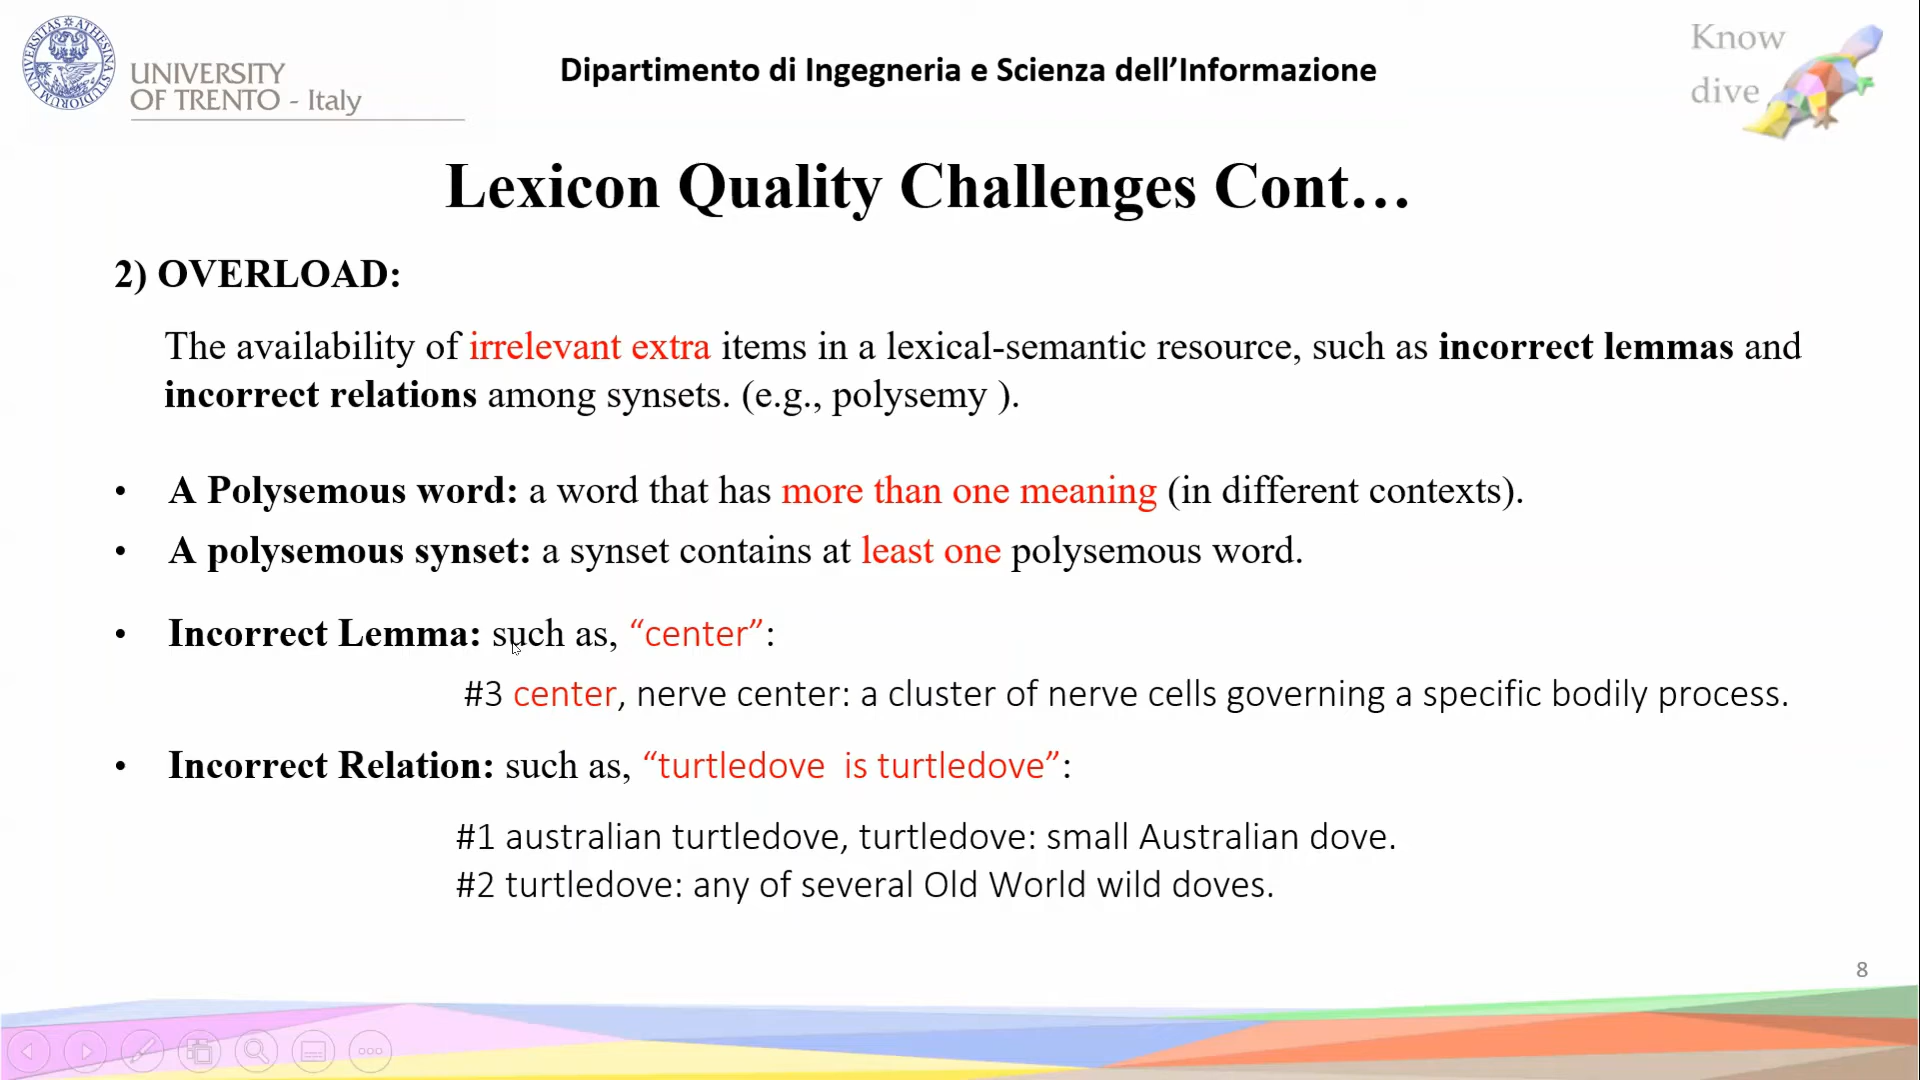 UNIVERSITY
OF TRENTO - Italy
Dipartimento di Ingegneria e Scienza dell’Informazione
Know
dive
Lexicon Quality Challenges Cont…
2) OVERLOAD:
The availability of irrelevant extra items in a lexical-semantic resource, such as incorrect lemmas and
incorrect relations among synsets. (e.g., polysemy ).
• A Polysemous word: a word that has more than one meaning (in different contexts).
• A polysemous synset: a synset contains at least one polysemous word.
• Incorrect Lemma: such as, “center”:
#3 center, nerve center: a cluster of nerve cells governing a specific bodily process.
• Incorrect Relation: such as, “turtledove is turtledove”:
#1 australian turtledove, turtledove: small Australian dove.
#2 turtledove: any of several Old World wild doves.
8